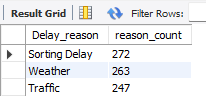 Result Grid Filter Rows:
Delay_reason reason_count
Sorting Delay 272
Weather 263
Traffic 247